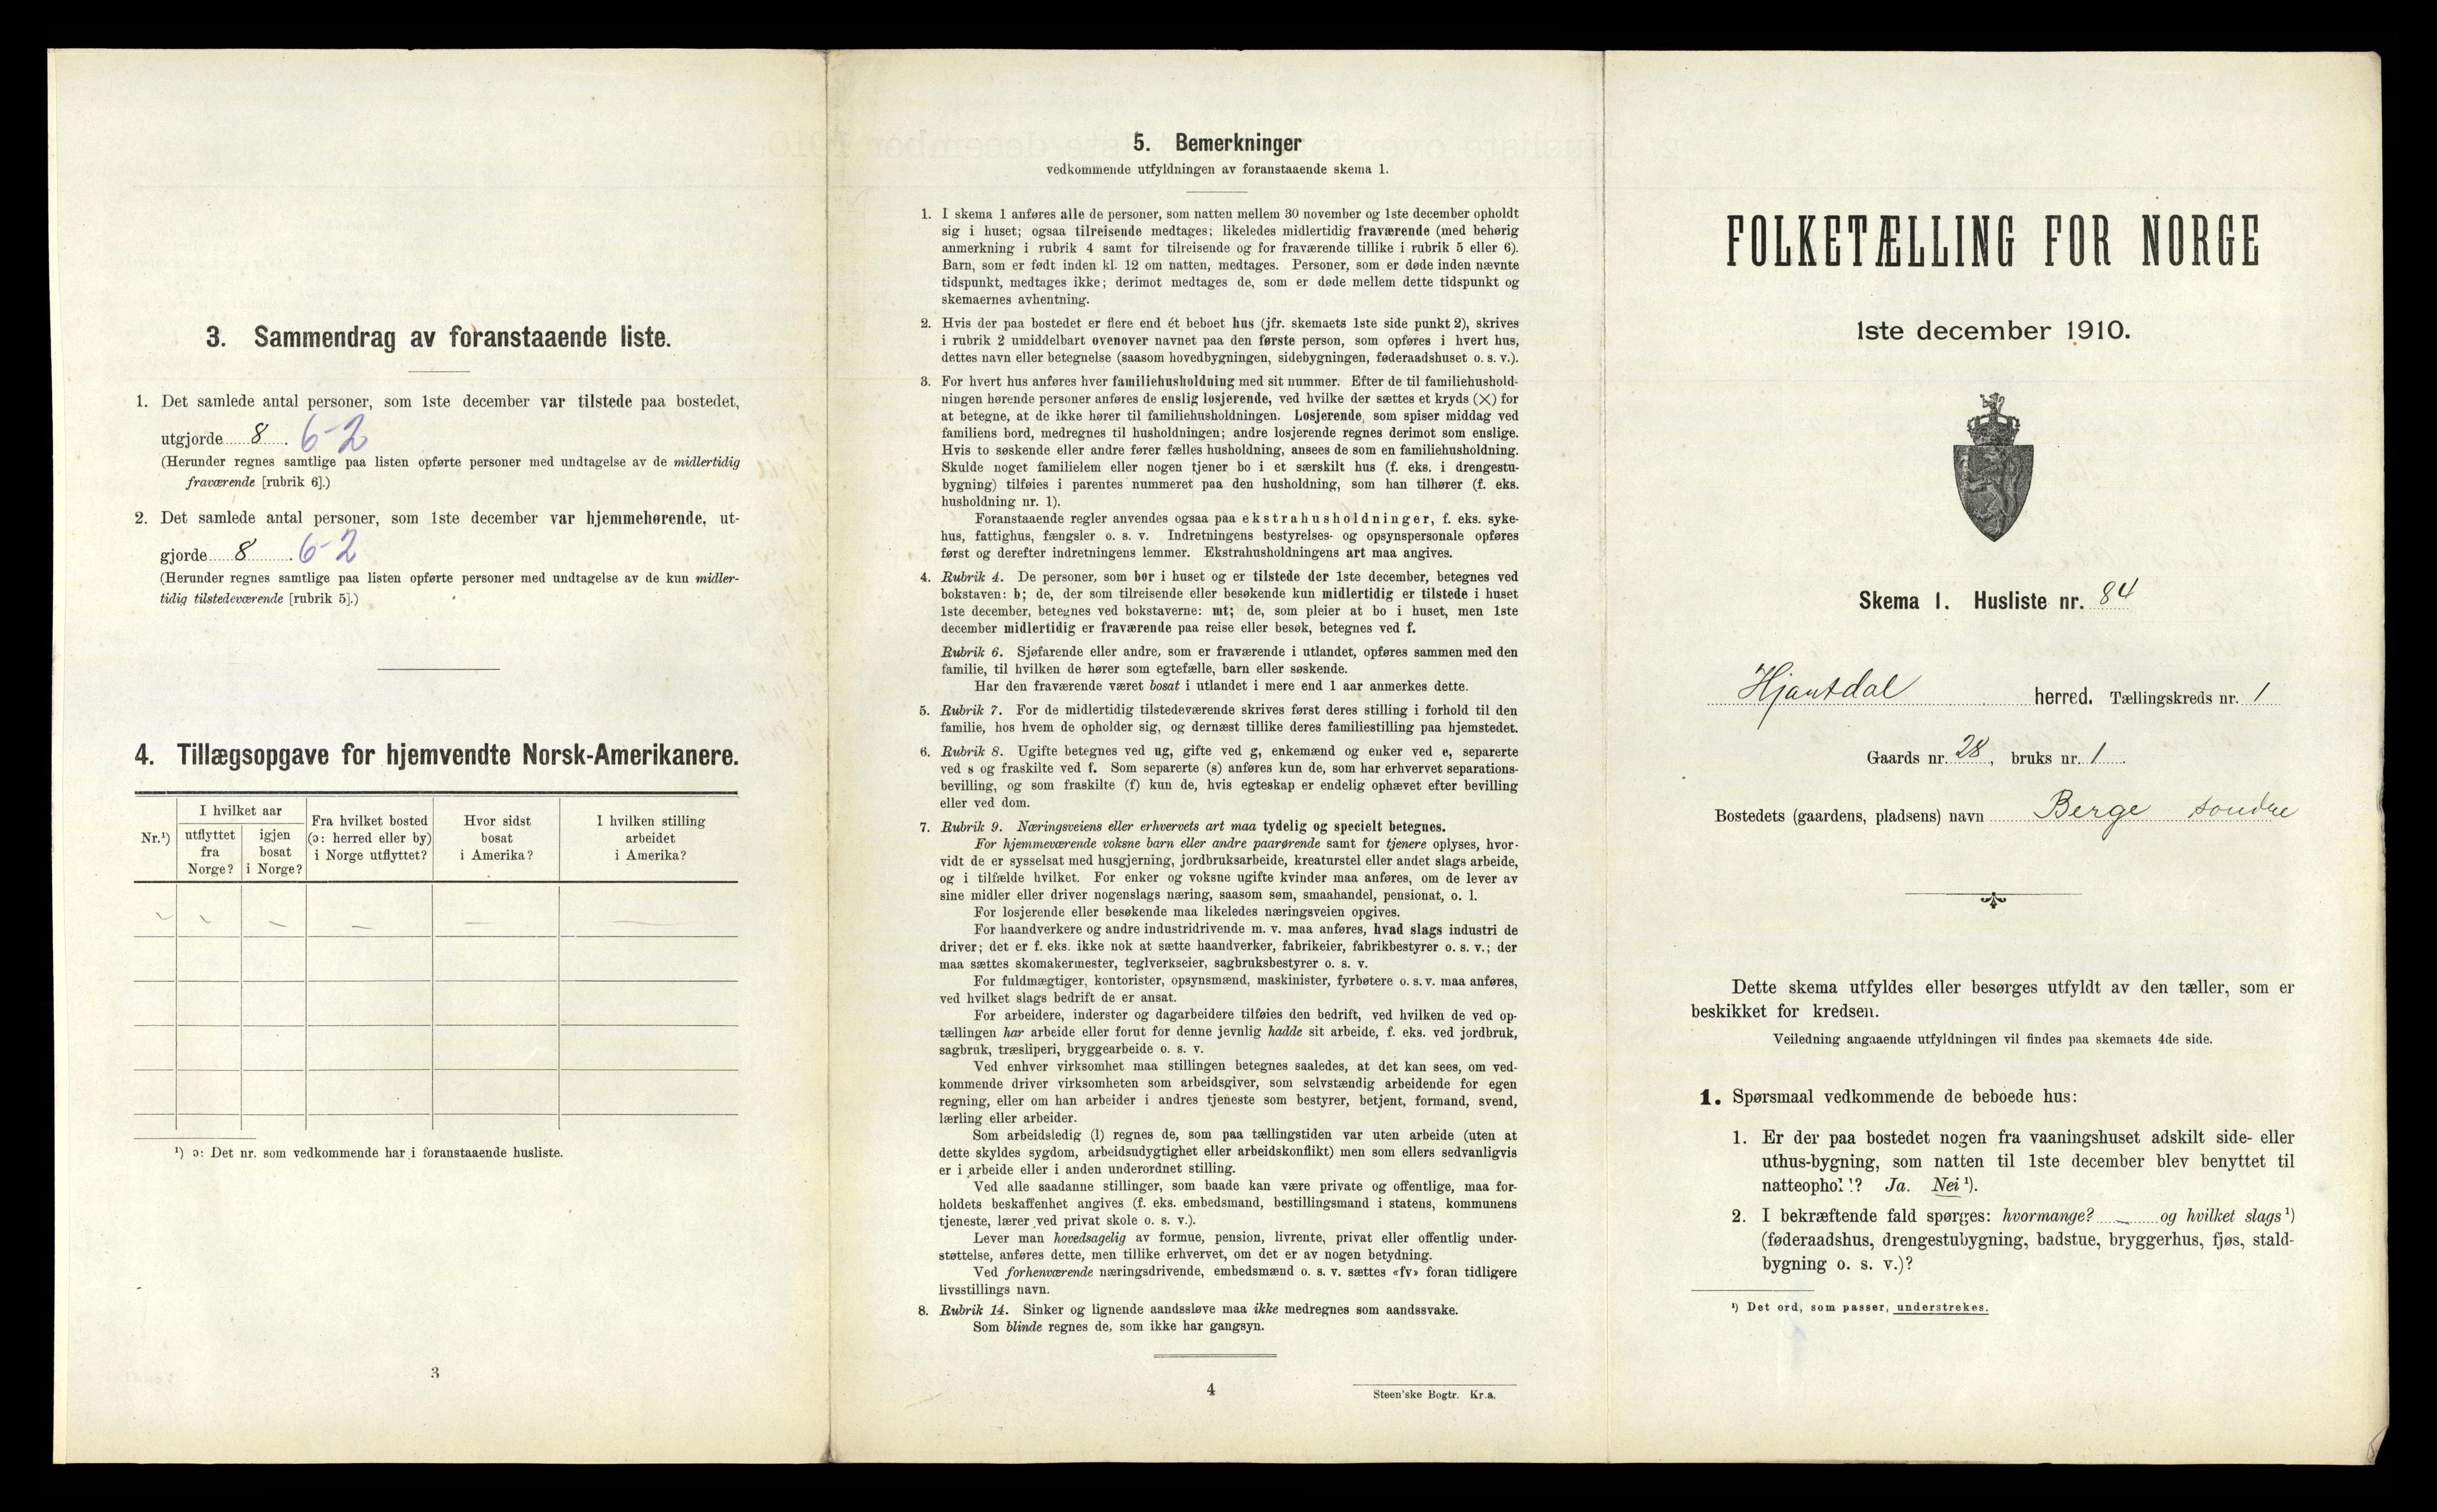 3. Sammendrag av foranstaaende liste.
1. Det samlede antal personer, som 1ste december var tilstede paa bostedet,
utgjorde 8. 6-2
(Herunder regnes samtlige paa listen opførte personer med undtagelse av de midlertidig
fraværende [rubrik 6].)
2. Det samlede antal personer, som 1ste december var hjemmehørende, ut-
gjorde 8. 6-2
(Herunder regnes samtlige paa listen opførte personer med undtagelse av de kun midler-
tidig tilstedeværende [rubrik 5].)
4. Tillægsopgave for hjemvendte Norsk-Amerikanere.
Nr.¹)
I hvilket aar
utflyttet
fra
Norge?
igjen
bosat
i Norge?
Fra hvilket bosted
(ɔ: herred eller by)
i Norge utflyttet?
Hvor sidst
bosat
i Amerika?
I hvilken stilling
arbeidet
i Amerika?
¹) ɔ: Det nr. som vedkommende har i foranstaaende husliste.
3
5. Bemerkninger
vedkommende utfyldningen av foranstaaende skema 1.
1. I skema 1 anføres alle de personer, som natten mellem 30 november og 1ste december opholdt
sig i huset; ogsaa tilreisende medtages; likeledes midlertidig fraværende (med behørig
anmerkning i rubrik 4 samt for tilreisende og for fraværende tillike i rubrik 5 eller 6).
Barn, som er født inden kl. 12 om natten, medtages. Personer, som er døde inden nævnte
tidspunkt, medtages ikke; derimot medtages de, som er døde mellem dette tidspunkt og
skemaernes avhentning.
2. Hvis der paa bostedet er flere end ét beboet hus (jfr. skemaets 1ste side punkt 2), skrives
i rubrik 2 umiddelbart ovenover navnet paa den første person, som opføres i hvert hus,
dettes navn eller betegnelse (saasom hovedbygningen, sidebygningen, føderaadshuset o. s. v.).
3. For hvert hus anføres hver familiehusholdning med sit nummer. Efter de til familiehushold-
ningen hørende personer anføres de enslig losjerende, ved hvilke der sættes et kryds (×) for
at betegne, at de ikke hører til familiehusholdningen. Losjerende, som spiser middag ved
familiens bord, medregnes til husholdningen; andre losjerende regnes derimot som enslige.
Hvis to søskende eller andre fører fælles husholdning, ansees de som en familiehusholdning.
Skulde noget familielem eller nogen tjener bo i et særskilt hus (f. eks. i drengestu-
bygning) tilføies i parentes nummeret paa den husholdning, som han tilhører (f. eks.
husholdning nr. 1).
Foranstaaende regler anvendes ogsaa paa ekstrahusholdninger, f. eks. syke-
hus, fattighus, fængsler o. s. v. Indretningens bestyrelses- og opsynspersonale opføres
først og derefter indretningens lemmer. Ekstrahusholdningens art maa angives.
4. Rubrik 4. De personer, som bor i huset og er tilstede der 1ste december, betegnes ved
bokstaven: b; de, der som tilreisende eller besøkende kun midlertidig er tilstede i huset
1ste december, betegnes ved bokstaverne: mt; de, som pleier at bo i huset, men 1ste
december midlertidig er fraværende paa reise eller besøk, betegnes ved f.
Rubrik 6. Sjøfarende eller andre, som er fraværende i utlandet, opføres sammen med den
familie, til hvilken de hører som egtefælle, barn eller søskende.
Har den fraværende været bosat i utlandet i mere end 1 aar anmerkes dette.
5. Rubrik 7. For de midlertidig tilstedeværende skrives først deres stilling i forhold til den
familie, hos hvem de opholder sig, og dernæst tillike deres familiestilling paa hjemstedet.
6. Rubrik 8. Ugifte betegnes ved ug, gifte ved g, enkemænd og enker ved e, separerte
ved s og fraskilte ved f. Som separerte (s) anføres kun de, som har erhvervet separations-
bevilling, og som fraskilte (f) kun de, hvis egteskap er endelig ophævet efter bevilling
eller ved dom.
7. Rubrik 9. Næringsveiens eller erhvervets art maa tydelig og specielt betegnes.
For hjemmeværende voksne barn eller andre paarørende samt for tjenere oplyses, hvor-
vidt de er sysselsat med husgjerning, jordbruksarbeide, kreaturstel eller andet slags arbeide,
og i tilfælde hvilket. For enker og voksne ugifte kvinder maa anføres, om de lever av
sine midler eller driver nogenslags næring, saasom søm, smaahandel, pensionat, o. l.
For losjerende eller besøkende maa likeledes næringsveien opgives.
For haandverkere og andre industridrivende m. v. maa anføres, hvad slags industri de
driver; det er f. eks. ikke nok at sætte haandverker, fabrikeier, fabrikbestyrer o. s. v.; der
maa sættes skomakermester, teglverkseier, sagbruksbestyrer o. s. v.
For fuldmægtiger, kontorister, opsynsmænd, maskinister, fyrbøtere o. s. v. maa anføres,
ved hvilket slags bedrift de er ansat.
For arbeidere, inderster og dagarbeidere tilføies den bedrift, ved hvilken de ved op-
tællingen har arbeide eller forut for denne jevnlig hadde sit arbeide, f. eks. ved jordbruk,
sagbruk, træsliperi, bryggearbeide o. s. v.
Ved enhver virksomhet maa stillingen betegnes saaledes, at det kan sees, om ved-
kommende driver virksomheten som arbeidsgiver, som selvstændig arbeidende for egen
regning, eller om han arbeider i andres tjeneste som bestyrer, betjent, formand, svend,
lærling eller arbeider.
Som arbeidsledig (l) regnes de, som paa tællingstiden var uten arbeide (uten at
dette skyldes sygdom, arbeidsudygtighet eller arbeidskonflikt) men som ellers sedvanligvis
er i arbeide eller i anden underordnet stilling.
Ved alle saadanne stillinger, som baade kan være private og offentlige, maa for-
holdets beskaffenhet angives (f. eks. embedsmand, bestillingsmand i statens, kommunens
tjeneste, lærer ved privat skole o. s. v.).
Lever man hovedsagelig av formue, pension, livrente, privat eller offentlig under-
støttelse, anføres dette, men tillike erhvervet, om det er av nogen betydning.
Ved forhenværende næringsdrivende, embedsmænd o. s. v. sættes «fv» foran tidligere
livsstillings navn.
8. Rubrik 14. Sinker og lignende aandssløve maa ikke medregnes som aandssvake.
Som blinde regnes de, som ikke har gangsyn.
4
Steen'ske Bogtr. Kr.a.
FOLKETÆLLING FOR NORGE
1ste december 1910.
Skema 1. Husliste nr. 84
Hjartdal herred. Tællingskreds nr. 1
Gaards nr. 28, bruks nr. 1.
Bostedets (gaardens, pladsens) navn Berge søndre
Dette skema utfyldes eller besørges utfyldt av den tæller, som er
beskikket for kredsen.
Veiledning angaaende utfyldningen vil findes paa skemaets 4de side.
1. Spørsmaal vedkommende de beboede hus:
1. Er der paa bostedet nogen fra vaaningshuset adskilt side- eller
uthus-bygning, som natten til 1ste december blev benyttet til
natteophold? Ja. Nei ¹).
2. I bekræftende fald spørges: hvormange? — og hvilket slags ¹)
(føderaadshus, drengestubygning, badstue, bryggerhus, fjøs, stald-
bygning o. s. v.)?
¹) Det ord, som passer, understrekes.